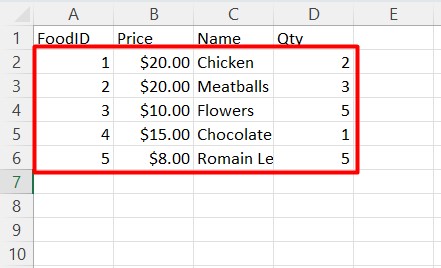 A B C D E
1 FoodID Price Name Qty
2 1 $20.00 Chicken 2
3 2 $20.00 Meatballs 3
4 3 $10.00 Flowers 5
5 4 $15.00 Chocolate 1
6 5 $8.00 Romain Le 5
7
8
9
10